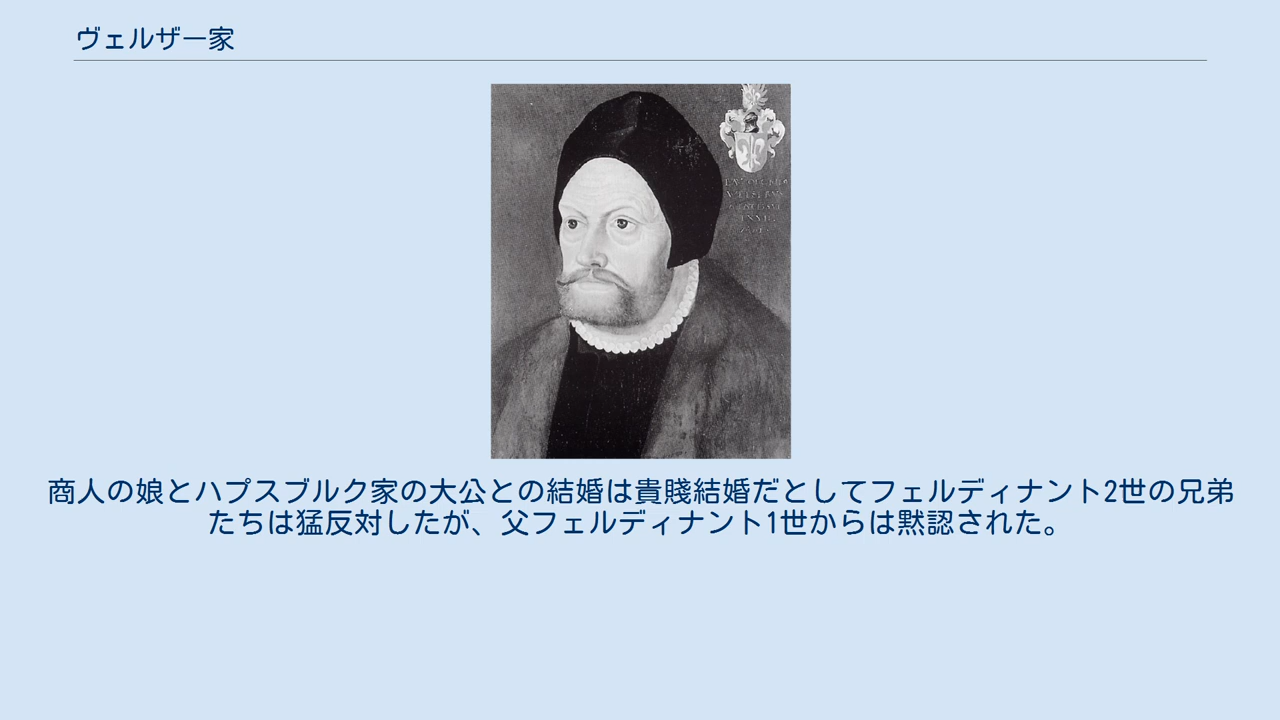 ヴェルザー家
商人の娘とハプスブルク家の大公との結婚は貴賤結婚だとしてフェルディナント2世の兄弟
たちは猛反対したが、父フェルディナント1世からは黙認された。